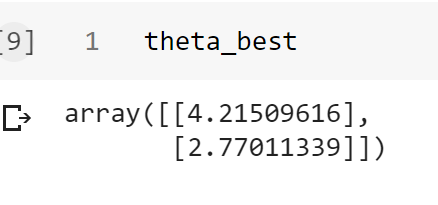 [9] 1 theta_best
array([[4.21509616],
[2.77011339]])